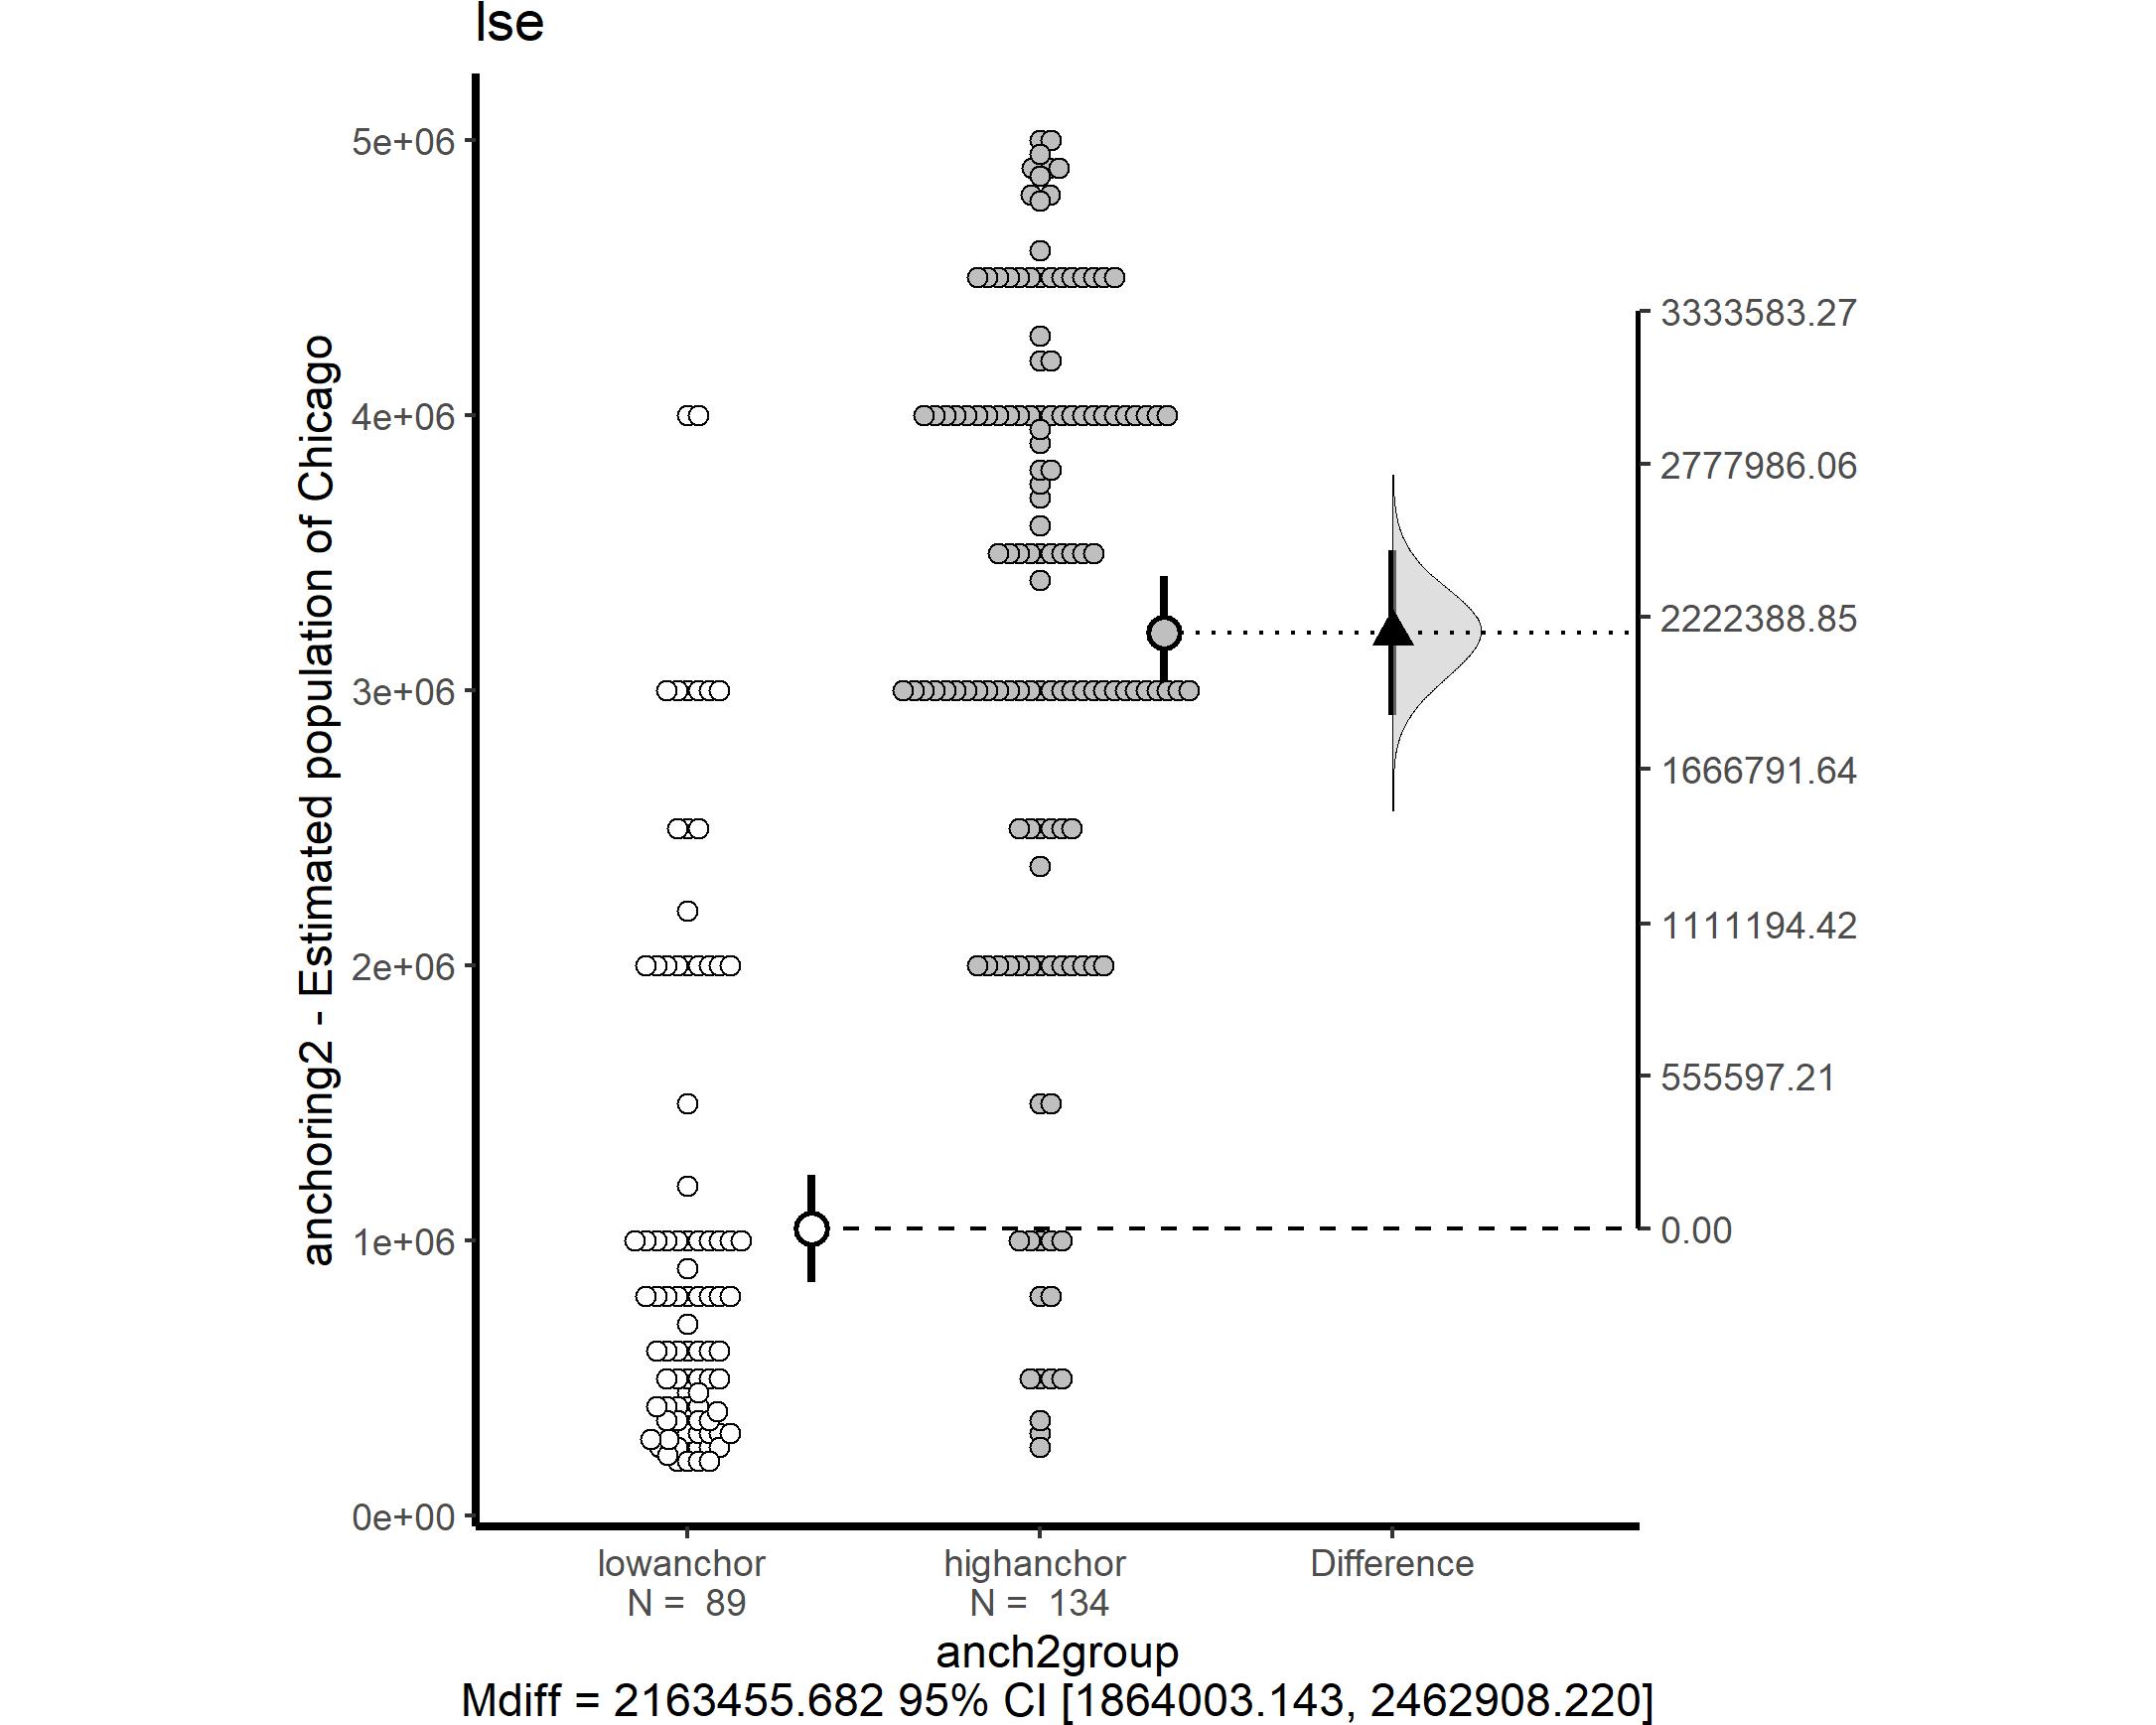 lse
anchoring2 - Estimated population of Chicago
5e+06
4e+06
3e+06
2e+06
1e+06
0e+00
3333583.27
2777986.06
2222388.85
1666791.64
1111194.42
555597.21
0.00
lowanchor
N =  89
highanchor
N =  134
Difference
anch2group
Mdiff = 2163455.682 95% CI [1864003.143, 2462908.220]